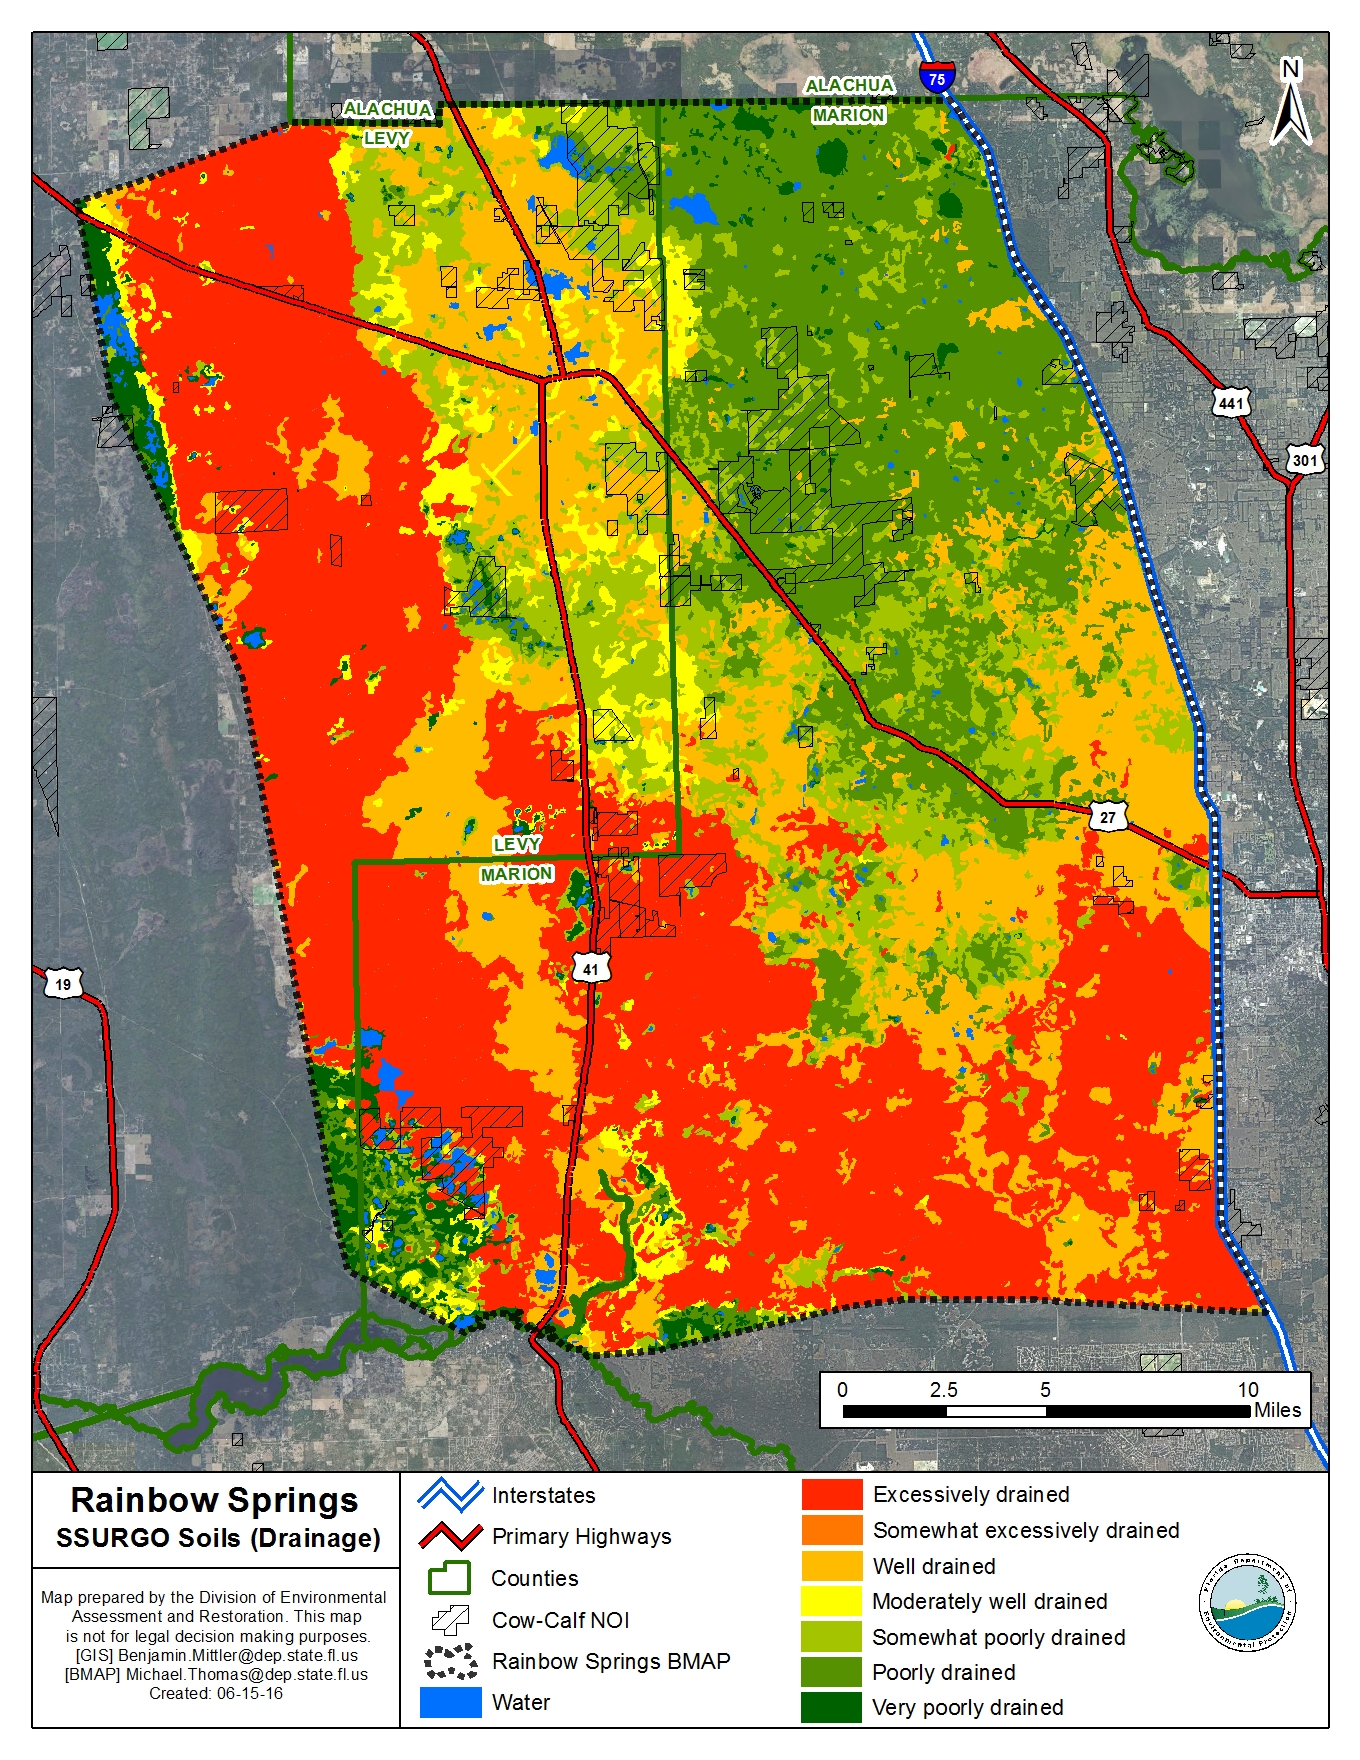 N
ALACHUA
75
ALACHUA
MARION
LEVY
441
301
27
LEVY
MARION
41
19
0 2.5 5 10
Miles
Rainbow Springs
SSURGO Soils (Drainage)
Map prepared by the Division of Environmental
Assessment and Restoration. This map
is not for legal decision making purposes.
[GIS] Benjamin.Mittler@dep.state.fl.us
[BMAP] Michael.Thomas@dep.state.fl.us
Created: 06-15-16
Interstates
Primary Highways
Counties
Cow-Calf NOI
Rainbow Springs BMAP
Water
Excessively drained
Somewhat excessively drained
Well drained
Moderately well drained
Somewhat poorly drained
Poorly drained
Very poorly drained
Florida Department of
Environmental Protection